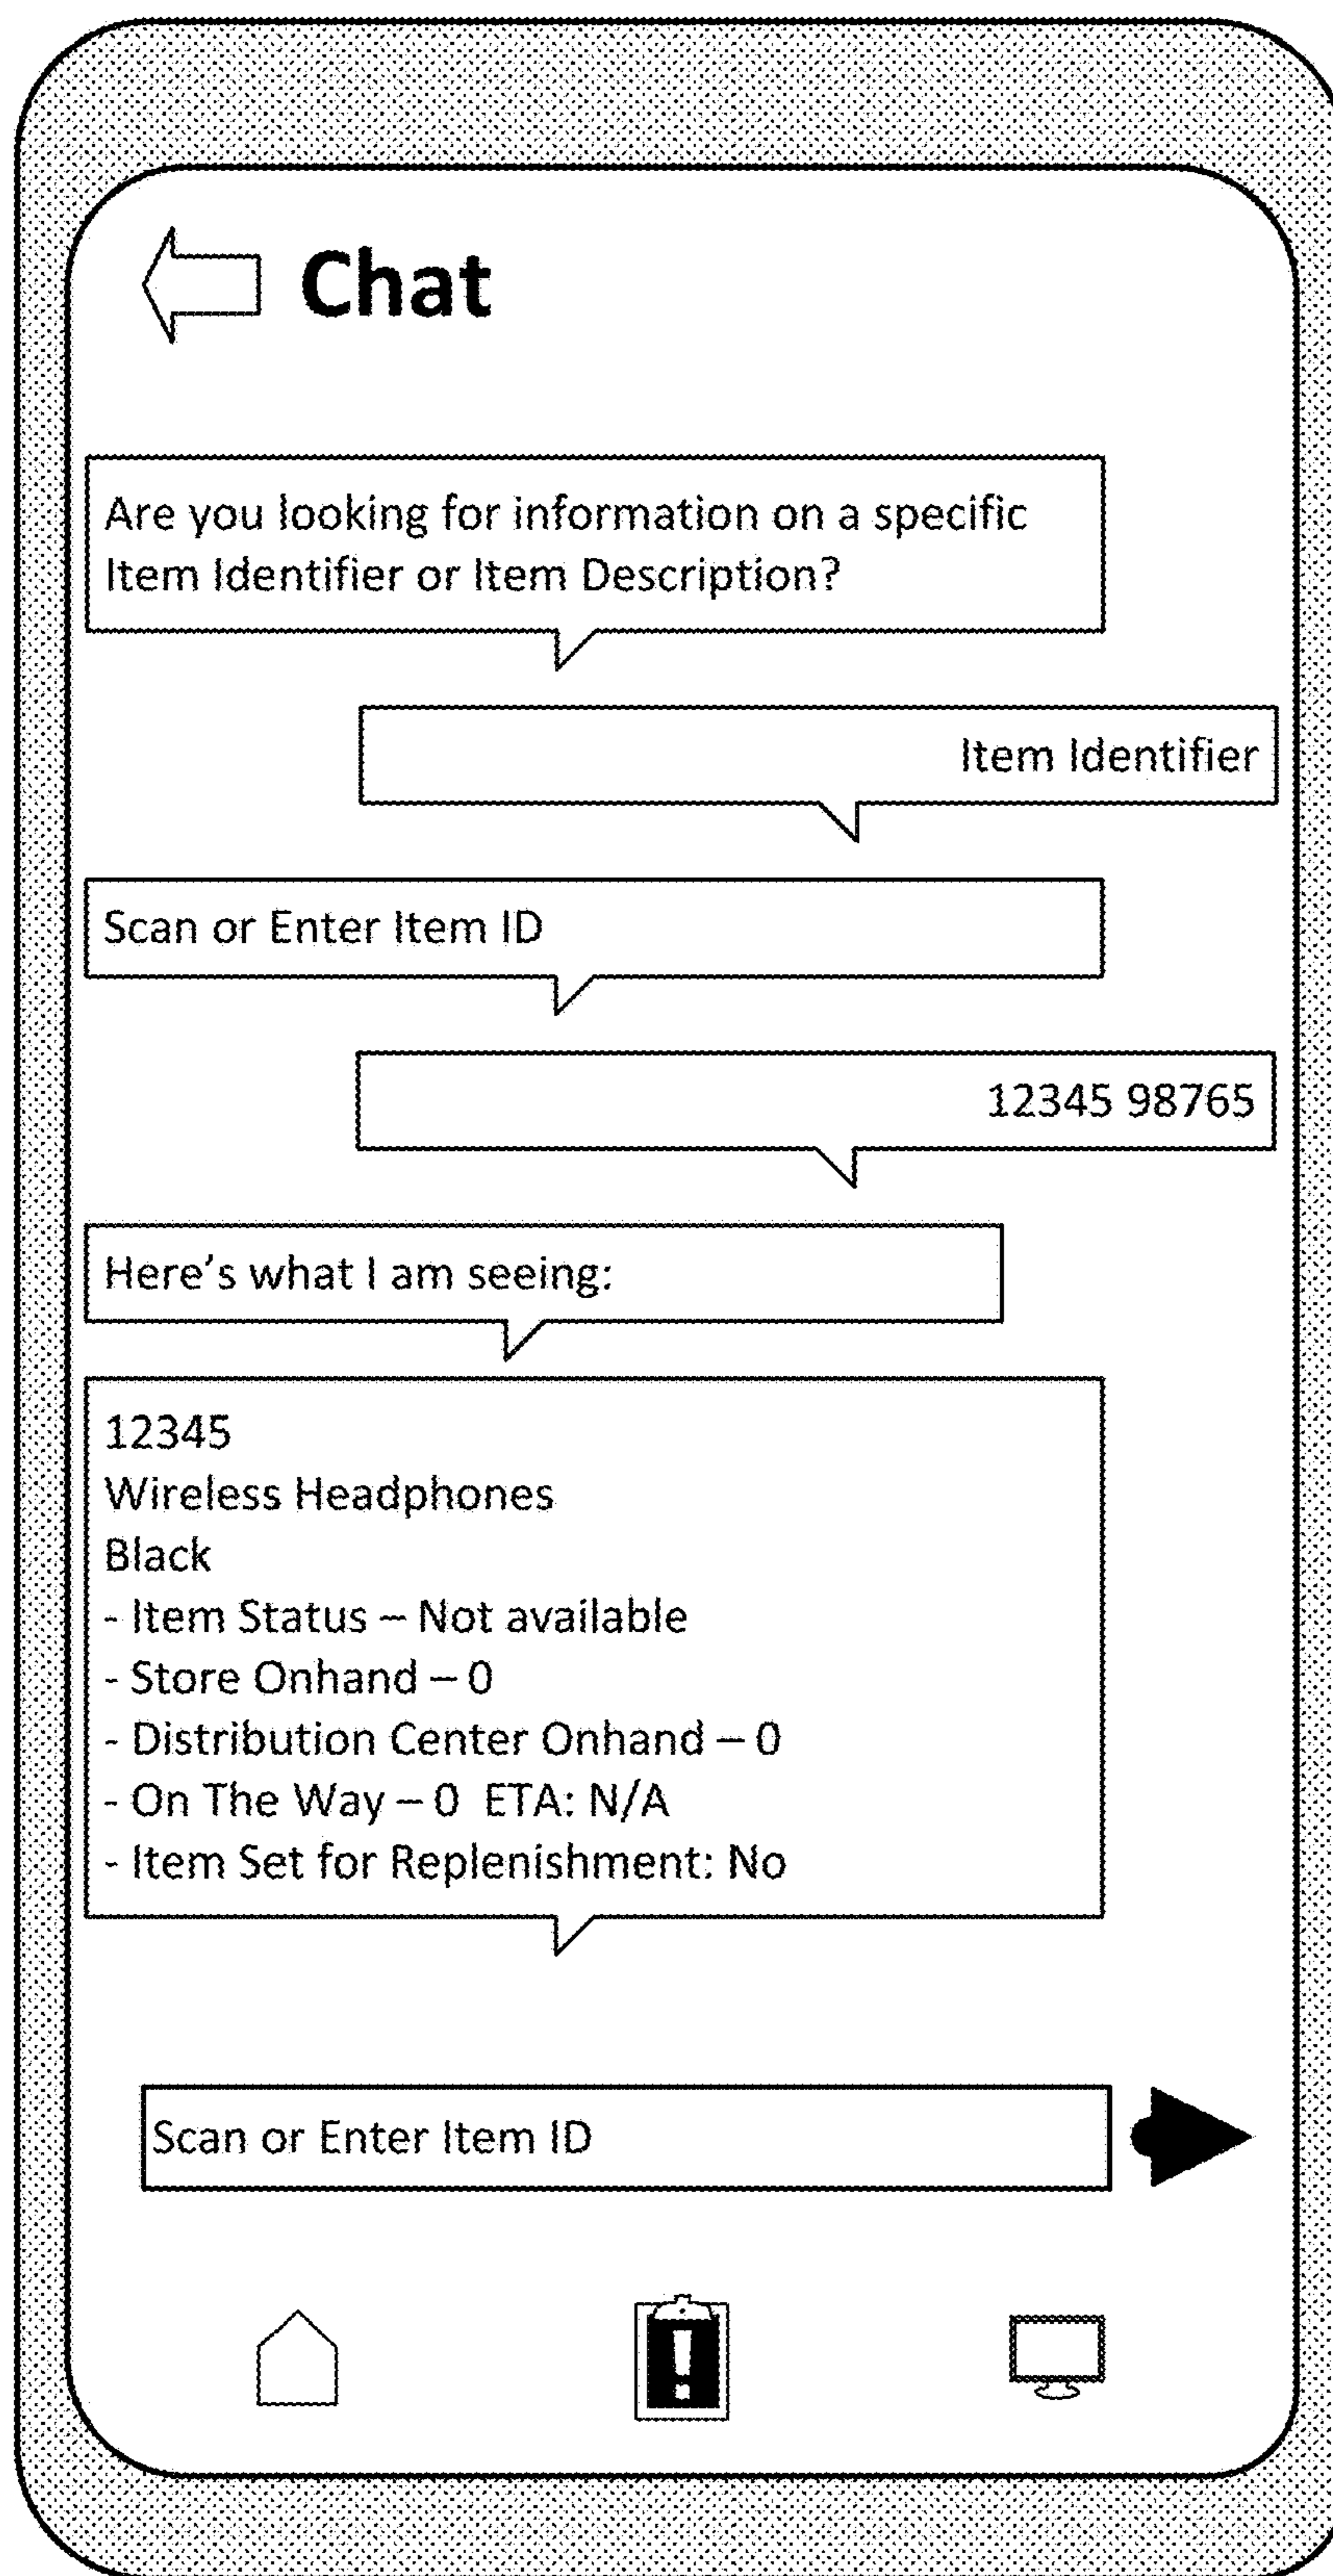 Chat
Are you looking for information on a specific
Item Identifier or Item Description?
Item Identifier
Scan or Enter Item ID
12345 98765
Here's what I am seeing:
12345
Wireless Headphones
Black
- Item Status – Not available
- Store Onhand – 0
- Distribution Center Onhand – 0
- On The Way – 0  ETA: N/A
- Item Set for Replenishment: No
Scan or Enter Item ID